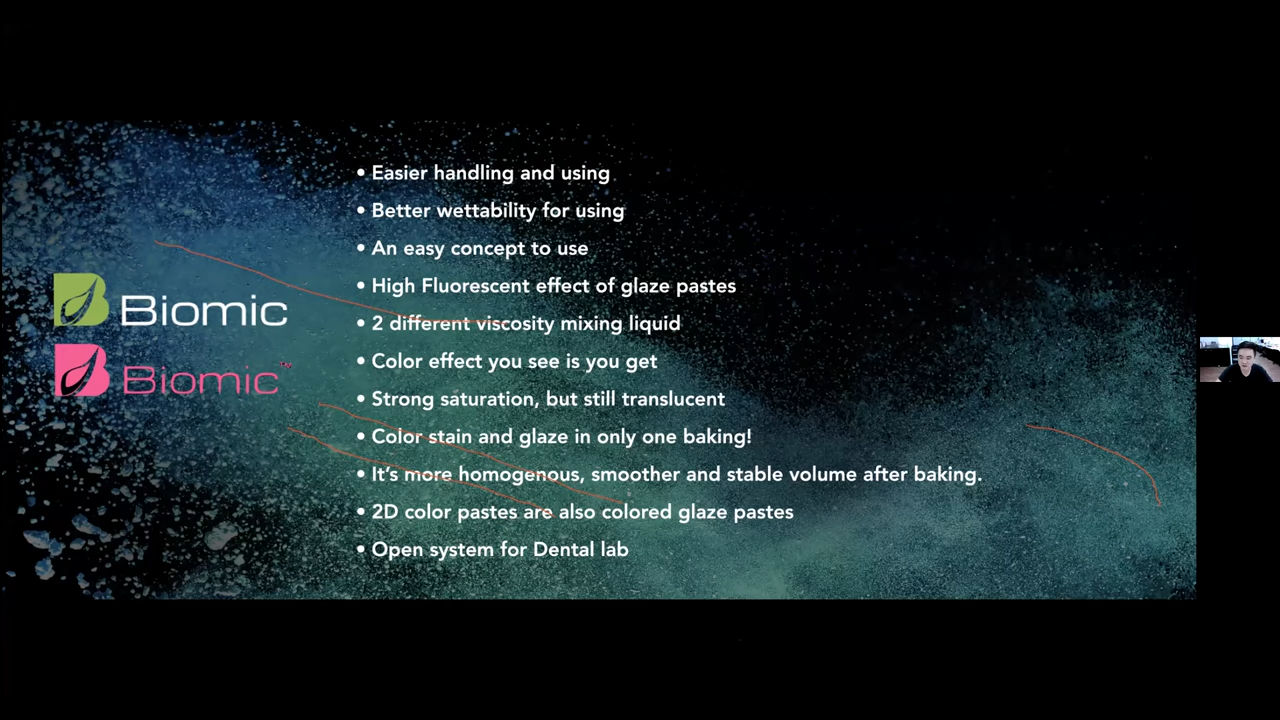 • Easier handling and using
• Better wettability for using
• An easy concept to use
• High Fluorescent effect of glaze pastes
Biomic
• 2 different viscosity mixing liquid
• Color effect you see is you get
Biomic™
• Strong saturation, but still translucent
• Color stain and glaze in only one baking!
• It's more homogenous, smoother and stable volume after baking.
• 2D color pastes are also colored glaze pastes
• Open system for Dental lab